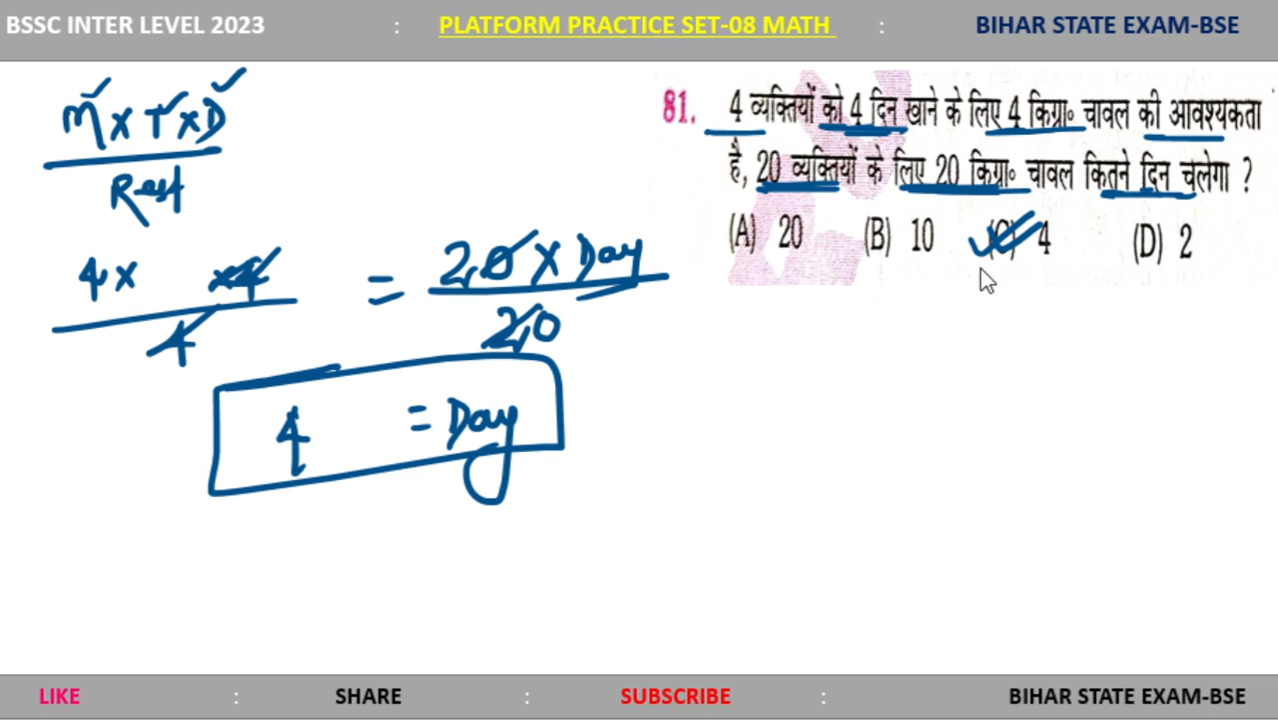 BSSC INTER LEVEL 2023 : PLATFORM PRACTICE SET-08 MATH : BIHAR STATE EXAM-BSE
M × T × D
Rest
4 × ×4
4
= 20 × Day
20
4 = Day
81. 4 व्यक्तियों को 4 दिन खाने के लिए 4 किग्रा० चावल की आवश्यकता
है, 20 व्यक्तियों के लिए 20 किग्रा० चावल कितने दिन चलेगा ?
(A) 20 (B) 10 (C) 4 (D) 2
LIKE : SHARE : SUBSCRIBE : BIHAR STATE EXAM-BSE